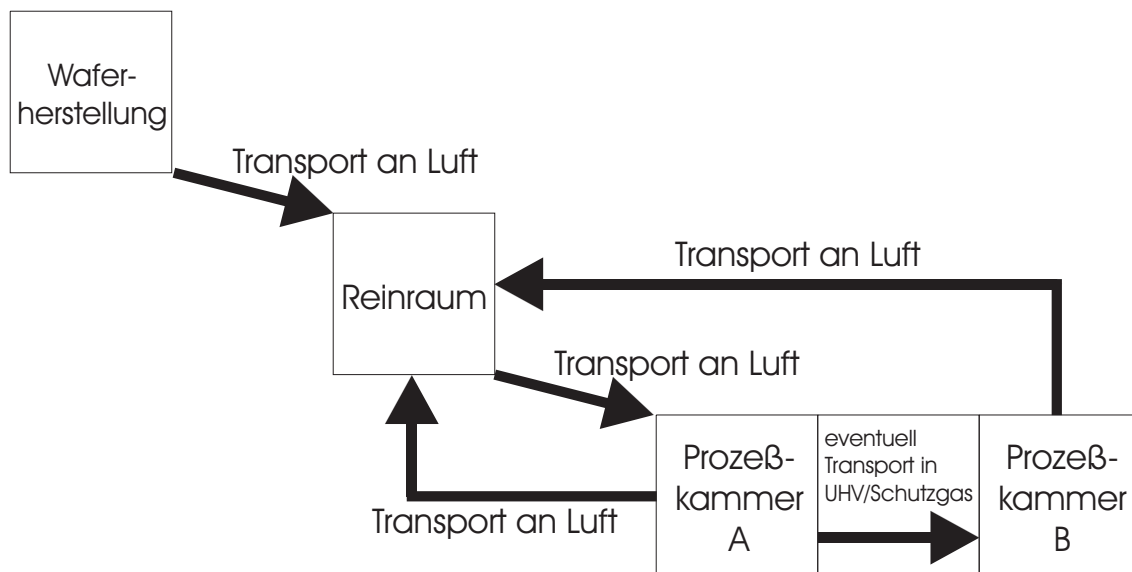 Wafer-
herstellung
Transport an Luft
Reinraum
Transport an Luft
Transport an Luft
Transport an Luft
Prozeß-
kammer
A
eventuell
Transport in
UHV/Schutzgas
Prozeß-
kammer
B